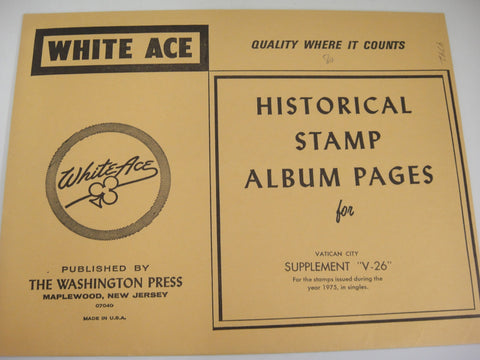 WHITE ACE
QUALITY WHERE IT COUNTS
HISTORICAL
STAMP
ALBUM PAGES
for
VATICAN CITY
SUPPLEMENT "V-26"
For the stamps issued during the
year 1975, in singles.
White Ace
PUBLISHED BY
THE WASHINGTON PRESS
MAPLEWOOD, NEW JERSEY
07040
MADE IN U.S.A.